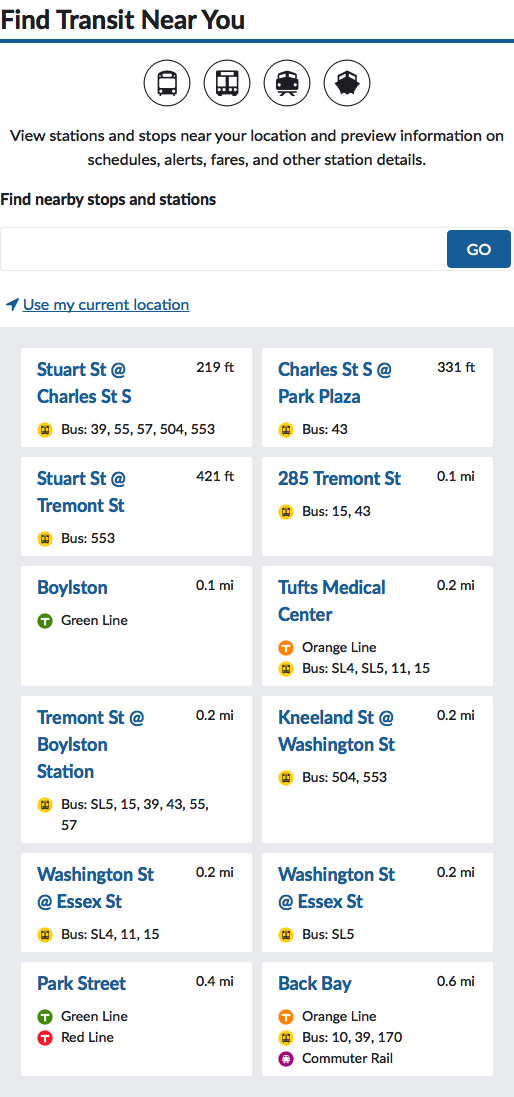 Find Transit Near You
View stations and stops near your location and preview information on
schedules, alerts, fares, and other station details.
Find nearby stops and stations
GO
Use my current location
Stuart St @
Charles St S
219 ft
Bus: 39, 55, 57, 504, 553
Charles St S @
Park Plaza
331 ft
Bus: 43
Stuart St @
Tremont St
421 ft
Bus: 553
285 Tremont St
0.1 mi
Bus: 15, 43
Boylston
0.1 mi
T Green Line
Tufts Medical
Center
0.2 mi
T Orange Line
Bus: SL4, SL5, 11, 15
Tremont St @
Boylston
Station
0.2 mi
Bus: SL5, 15, 39, 43, 55,
57
Kneeland St @
Washington St
0.2 mi
Bus: 504, 553
Washington St
@ Essex St
0.2 mi
Bus: SL4, 11, 15
Washington St
@ Essex St
0.2 mi
Bus: SL5
Park Street
0.4 mi
T Green Line
T Red Line
Back Bay
0.6 mi
T Orange Line
Bus: 10, 39, 170
Commuter Rail